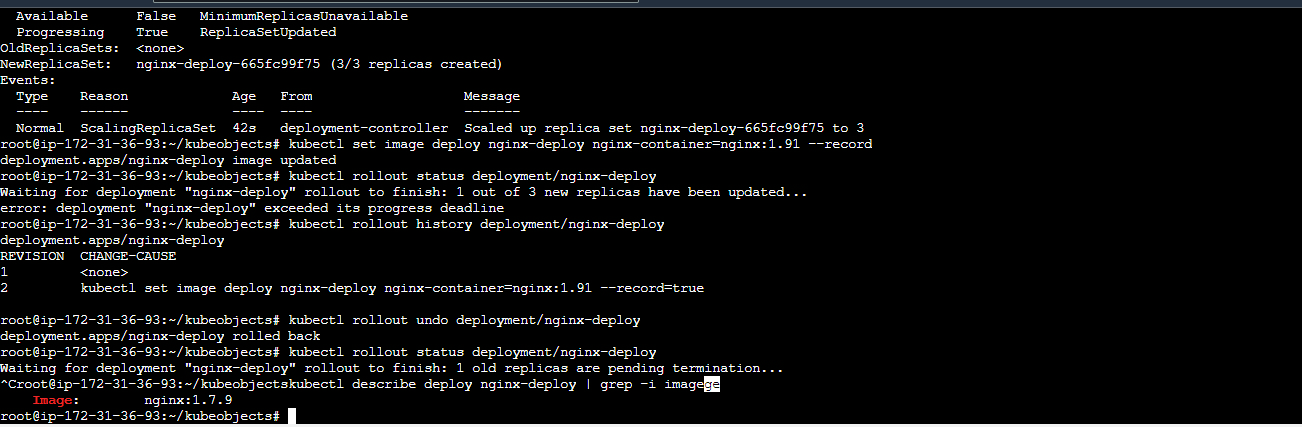 Available      False   MinimumReplicasUnavailable
  Progressing    True    ReplicaSetUpdated
OldReplicaSets:  <none>
NewReplicaSet:   nginx-deploy-665fc99f75 (3/3 replicas created)
Events:
  Type    Reason             Age   From                   Message
  ----    ------             ----  ----                   -------
  Normal  ScalingReplicaSet  42s   deployment-controller  Scaled up replica set nginx-deploy-665fc99f75 to 3
root@ip-172-31-36-93:~/kubeobjects# kubectl set image deploy nginx-deploy nginx-container=nginx:1.91 --record
deployment.apps/nginx-deploy image updated
root@ip-172-31-36-93:~/kubeobjects# kubectl rollout status deployment/nginx-deploy
Waiting for deployment "nginx-deploy" rollout to finish: 1 out of 3 new replicas have been updated...
error: deployment "nginx-deploy" exceeded its progress deadline
root@ip-172-31-36-93:~/kubeobjects# kubectl rollout history deployment/nginx-deploy
deployment.apps/nginx-deploy
REVISION  CHANGE-CAUSE
1         <none>
2         kubectl set image deploy nginx-deploy nginx-container=nginx:1.91 --record=true
root@ip-172-31-36-93:~/kubeobjects# kubectl rollout undo deployment/nginx-deploy
deployment.apps/nginx-deploy rolled back
root@ip-172-31-36-93:~/kubeobjects# kubectl rollout status deployment/nginx-deploy
Waiting for deployment "nginx-deploy" rollout to finish: 1 old replicas are pending termination...
^Croot@ip-172-31-36-93:~/kubeobjectskubectl describe deploy nginx-deploy | grep -i imagege
    Image:        nginx:1.7.9
root@ip-172-31-36-93:~/kubeobjects#